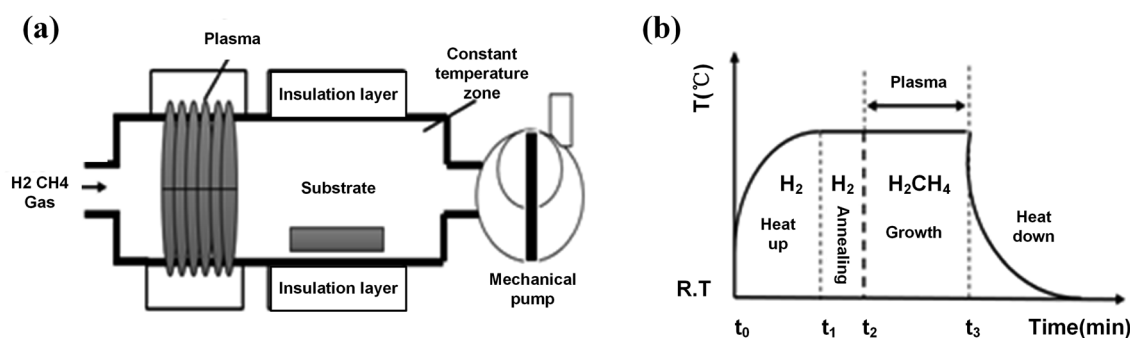 (a)
Plasma
Constant
temperature
zone
Insulation layer
H2 CH4
Gas
Substrate
Insulation layer
Mechanical
pump
(b)
T(℃)
Plasma
H₂
H₂
H₂CH₄
Heat
up
Annealing
Growth
Heat
down
R.T
t₀
t₁
t₂
t₃
Time(min)